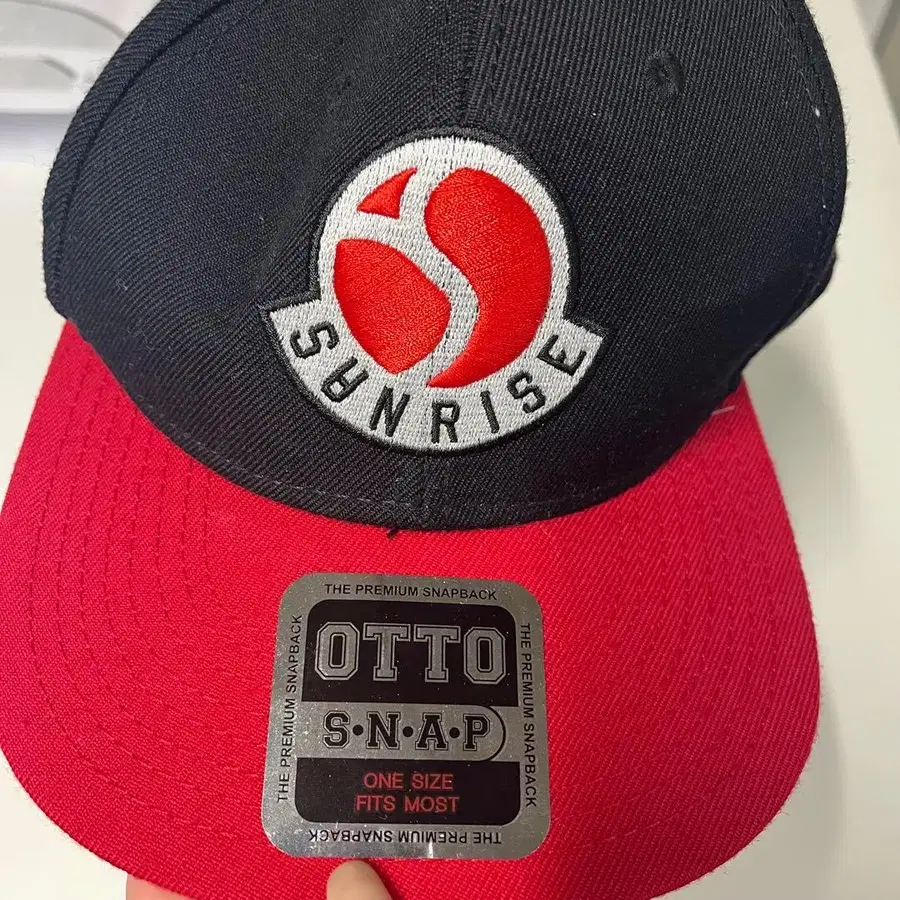 SUNRISE
THE PREMIUM SNAPBACK
OTTO
S·N·A·P
ONE SIZE
FITS MOST
THE PREMIUM SNAPBACK
THE PREMIUM SNAPBACK
THE PREMIUM SNAPBACK